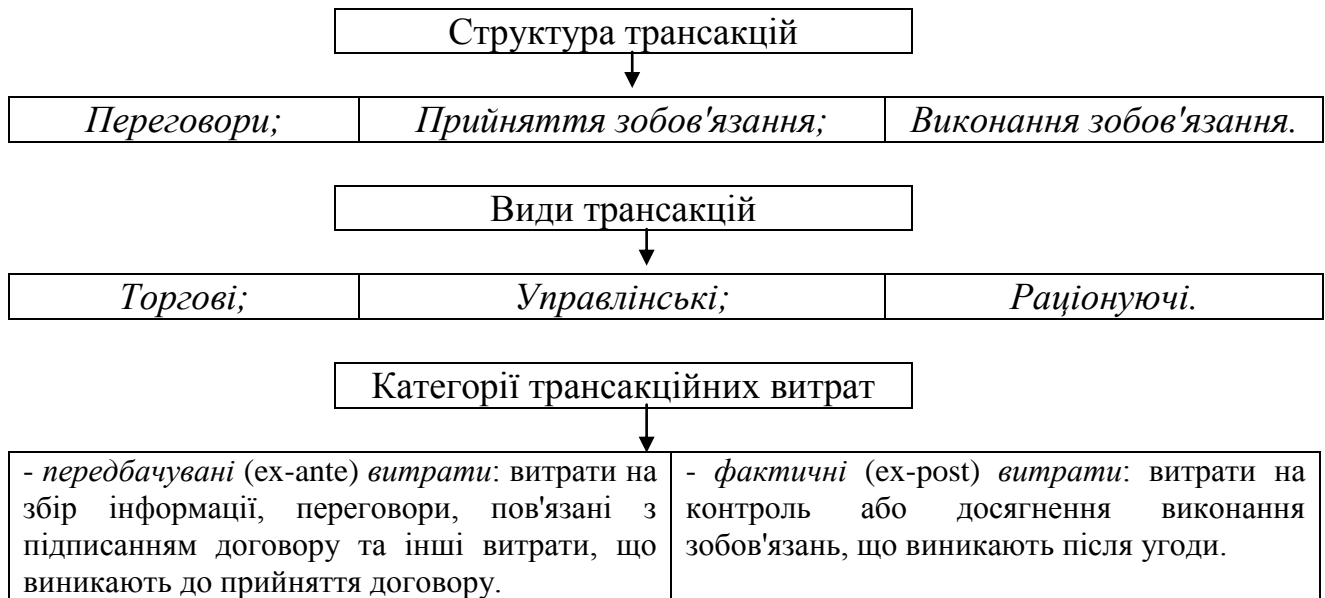 Структура трансакцій
Переговори; Прийняття зобов'язання; Виконання зобов'язання.
Види трансакцій
Торгові; Управлінські; Раціонуючі.
Категорії трансакційних витрат
- передбачувані (ex-ante) витрати: витрати на
збір інформації, переговори, пов'язані з
підписанням договору та інші витрати, що
виникають до прийняття договору.
- фактичні (ex-post) витрати: витрати на
контроль або досягнення виконання
зобов'язань, що виникають після угоди.